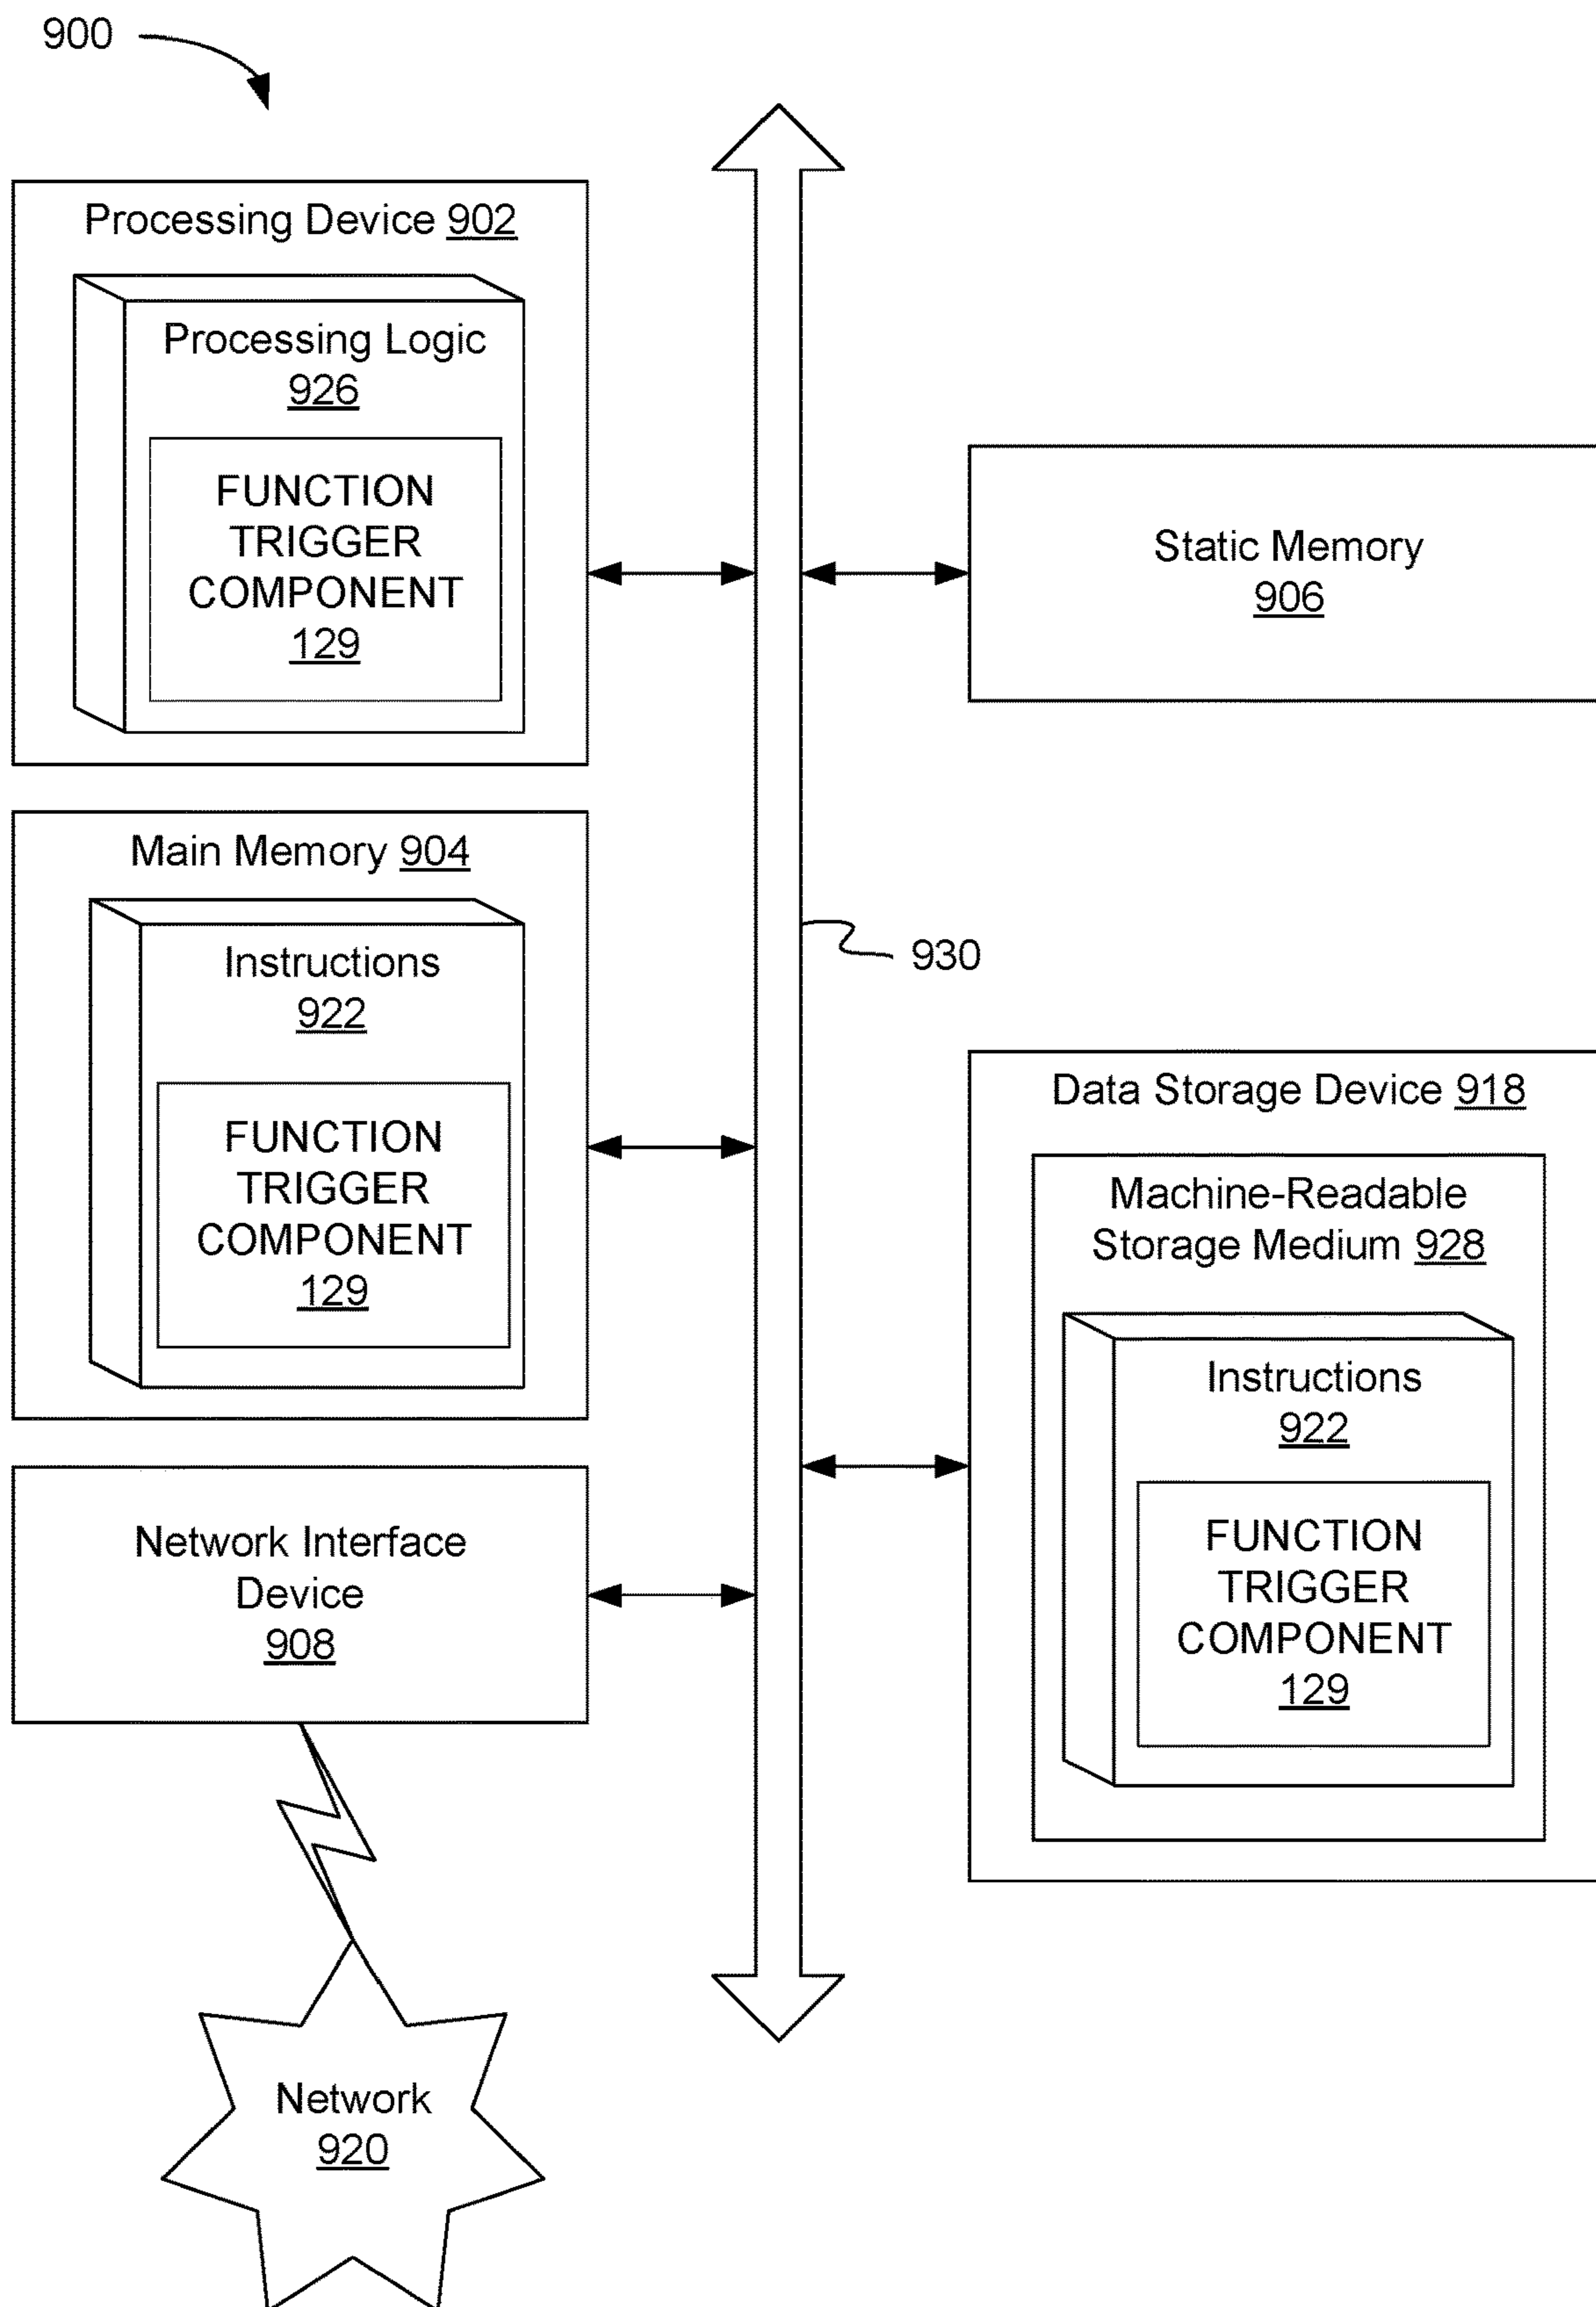 900
Processing Device 902
Processing Logic
926
FUNCTION
TRIGGER
COMPONENT
129
Static Memory
906
Main Memory 904
Instructions
922
FUNCTION
TRIGGER
COMPONENT
129
930
Data Storage Device 918
Machine-Readable
Storage Medium 928
Instructions
922
FUNCTION
TRIGGER
COMPONENT
129
Network Interface
Device
908
Network
920